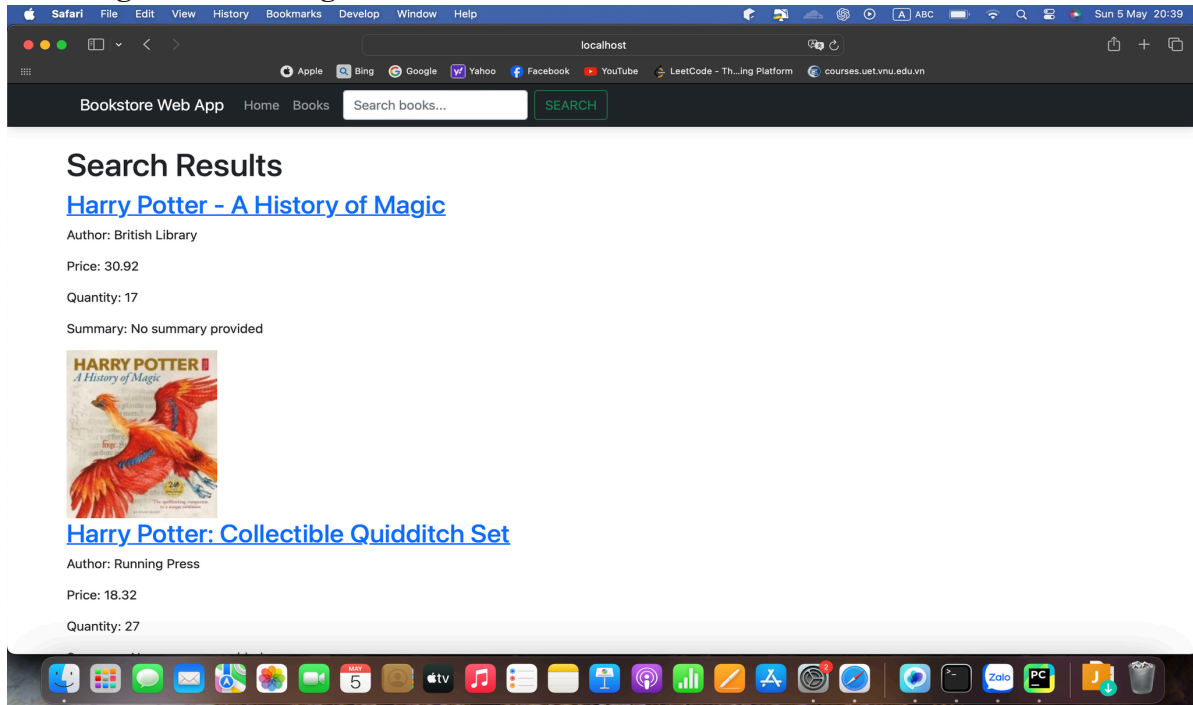 Safari File Edit View History Bookmarks Develop Window Help A ABC Sun 5 May 20:39
localhost
Apple Bing Google Yahoo Facebook YouTube LeetCode - Th...ing Platform courses.uet.vnu.edu.vn
Bookstore Web App Home Books Search books... SEARCH
Search Results
Harry Potter - A History of Magic
Author: British Library
Price: 30.92
Quantity: 17
Summary: No summary provided
HARRY POTTER
A History of Magic
Harry Potter: Collectible Quidditch Set
Author: Running Press
Price: 18.32
Quantity: 27
MAY
5
tv
2
Zalo
PC